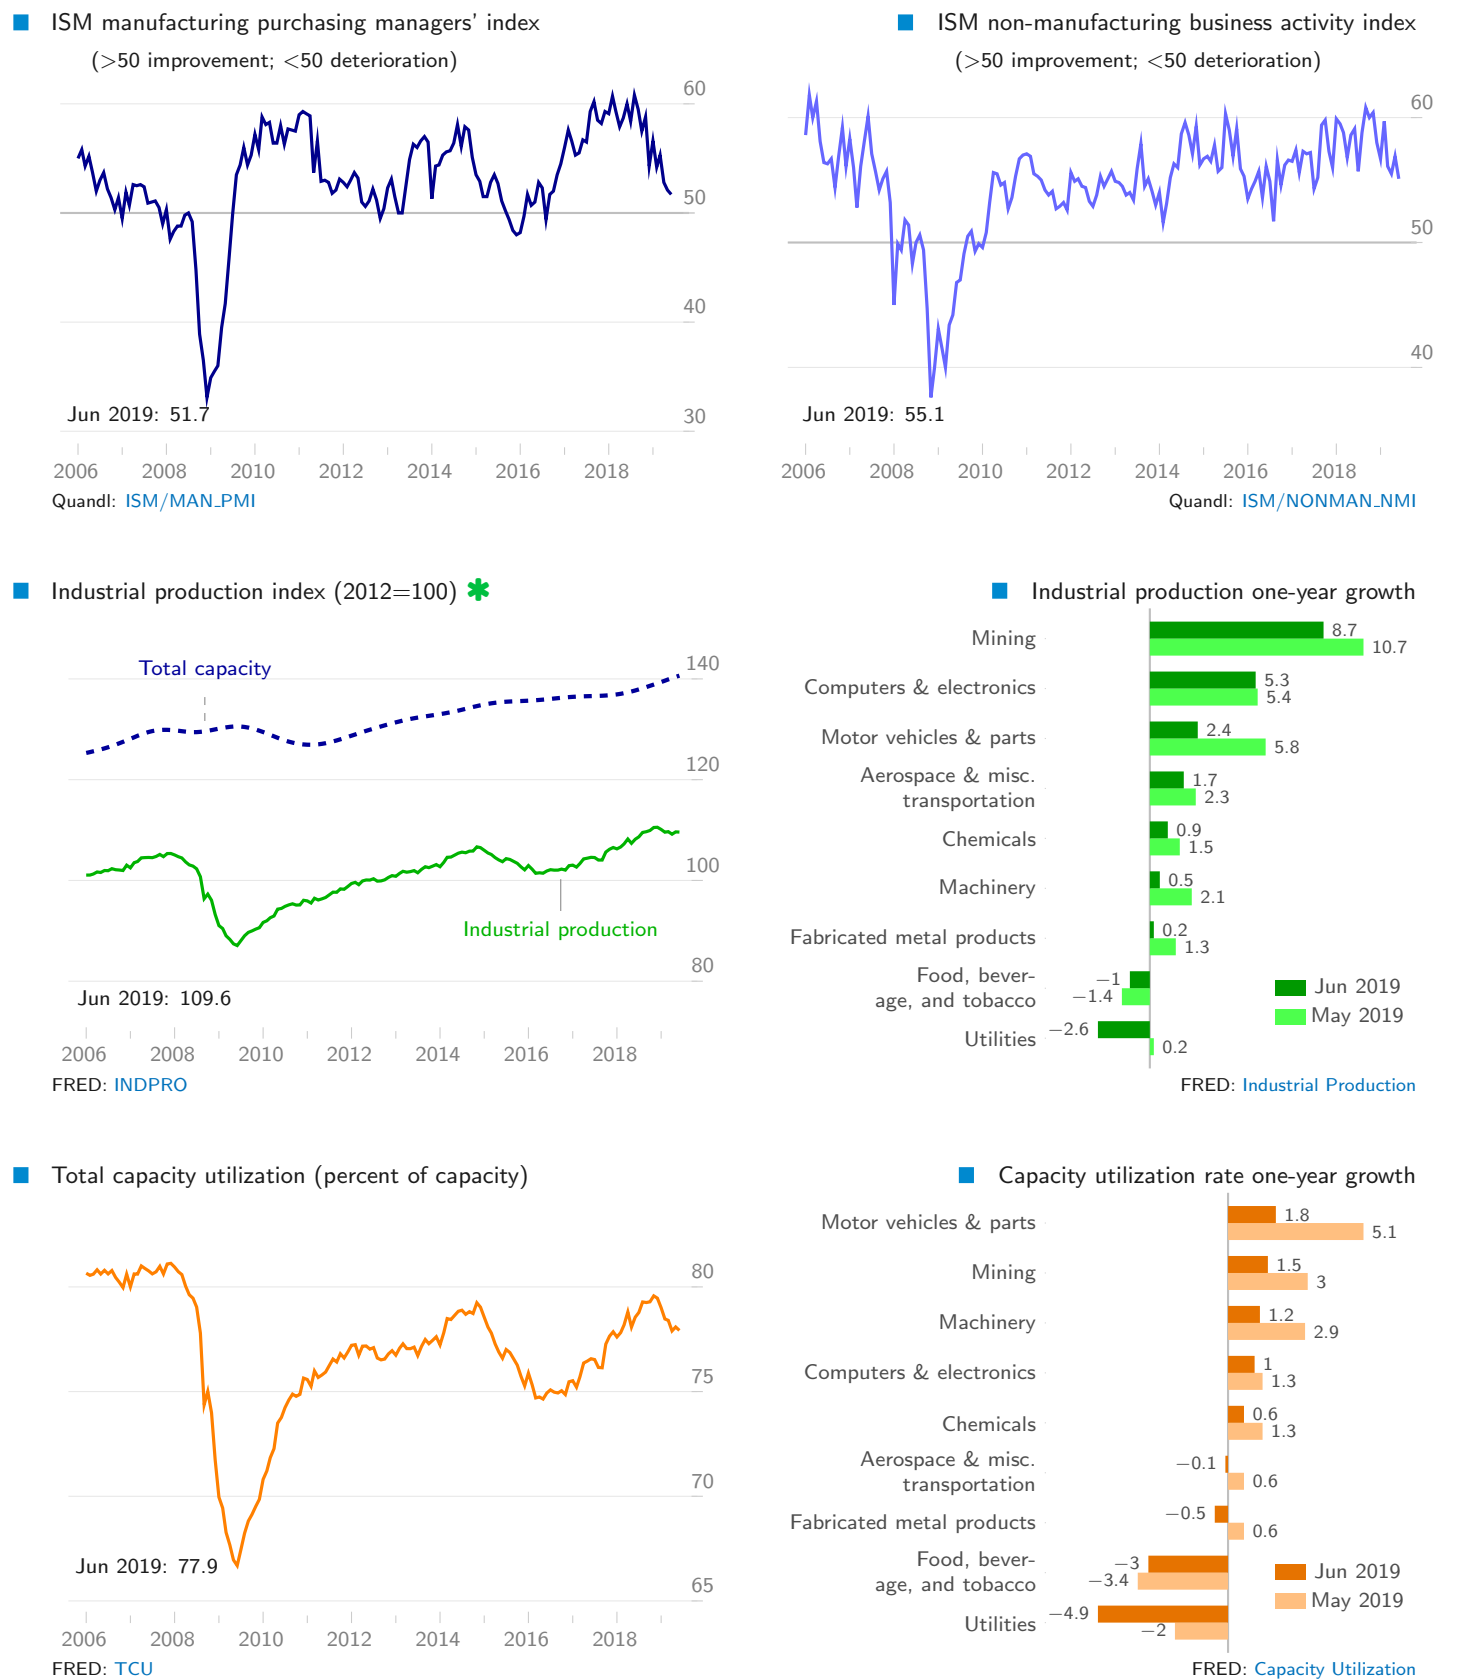 ISM manufacturing purchasing managers' index
(>50 improvement; <50 deterioration)
60
50
40
30
Jun 2019: 51.7
2006 2008 2010 2012 2014 2016 2018
Quandl: ISM/MAN_PMI
ISM non-manufacturing business activity index
(>50 improvement; <50 deterioration)
60
50
40
Jun 2019: 55.1
2006 2008 2010 2012 2014 2016 2018
Quandl: ISM/NONMAN_NMI
Industrial production index (2012=100) ✱
Total capacity
140
120
100
Industrial production
80
Jun 2019: 109.6
2006 2008 2010 2012 2014 2016 2018
FRED: INDPRO
Industrial production one-year growth
Mining 8.7
10.7
Computers & electronics 5.3
5.4
Motor vehicles & parts 2.4
5.8
Aerospace & misc. 1.7
transportation 2.3
Chemicals 0.9
1.5
Machinery 0.5
2.1
Fabricated metal products 0.2
1.3
Food, bever- −1
age, and tobacco −1.4
Utilities −2.6
0.2
Jun 2019
May 2019
FRED: Industrial Production
Total capacity utilization (percent of capacity)
80
75
70
65
Jun 2019: 77.9
2006 2008 2010 2012 2014 2016 2018
FRED: TCU
Capacity utilization rate one-year growth
Motor vehicles & parts 1.8
5.1
Mining 1.5
3
Machinery 1.2
2.9
Computers & electronics 1
1.3
Chemicals 0.6
1.3
Aerospace & misc. −0.1
transportation 0.6
Fabricated metal products −0.5
0.6
Food, bever- −3
age, and tobacco −3.4
Utilities −4.9
−2
Jun 2019
May 2019
FRED: Capacity Utilization